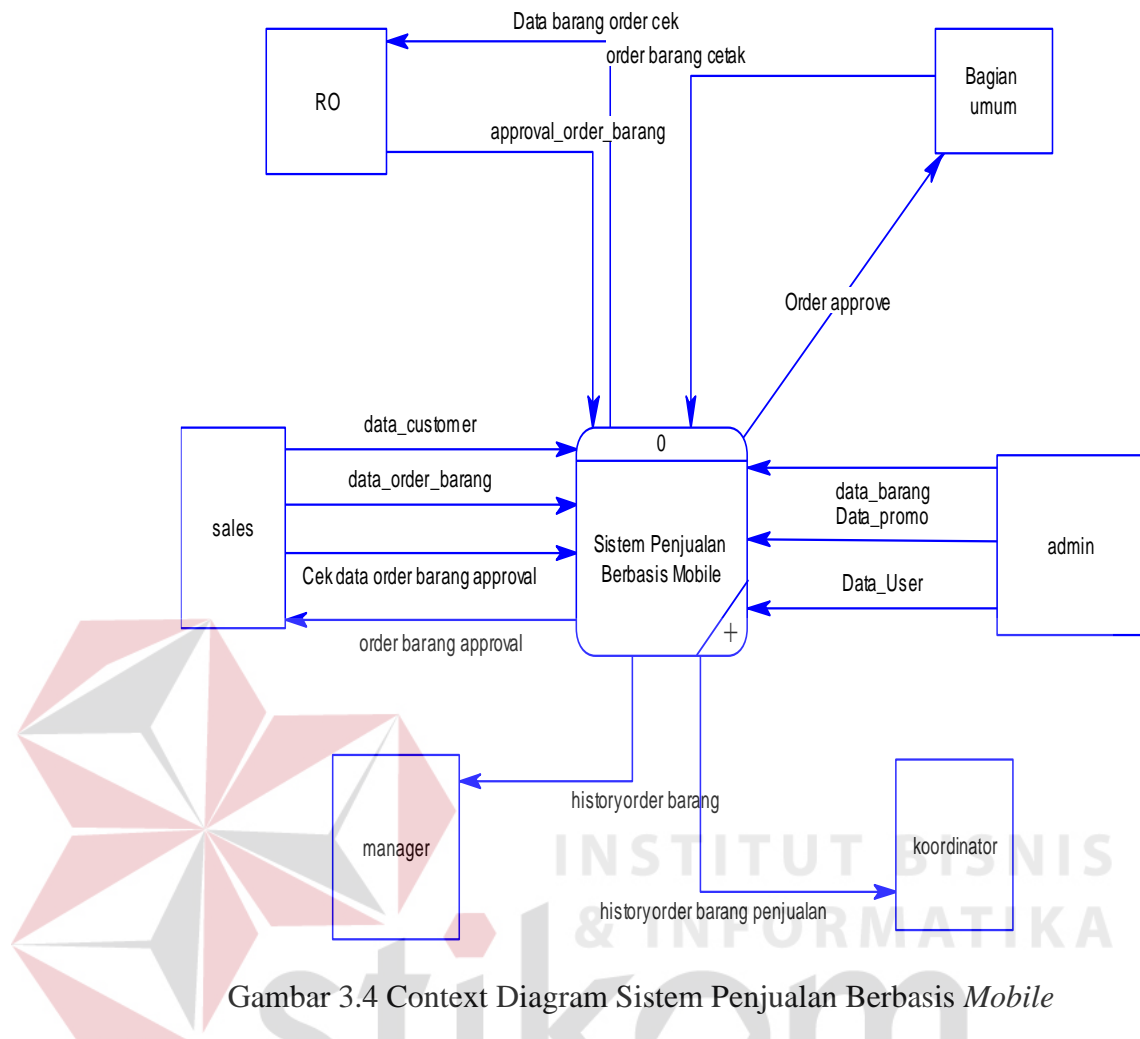 Data barang order cek
order barang cetak
RO
Bagian
umum
approval_order_barang
Order approve
data_customer
0
data_order_barang
data_barang
Data_promo
sales
Sistem Penjualan
Berbasis Mobile
admin
Cek data order barang approval
Data_User
+
order barang approval
historyorder barang
manager
koordinator
INSTITUT BISNIS
& INFORMATIKA
historyorder barang penjualan
stikom
Gambar 3.4 Context Diagram Sistem Penjualan Berbasis Mobile